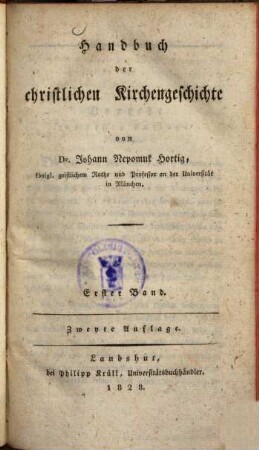 Handbuch
der
christlichen Kirchengeschichte
von
Dr. Johann Nepomuk Hortig,
königl. geistlichem Rathe und Professor an der Universität
in München.
Erster Band.
Zweyte Auflage.
Landshut,
bei Philipp Krüll, Universitätsbuchhändler.
1828.